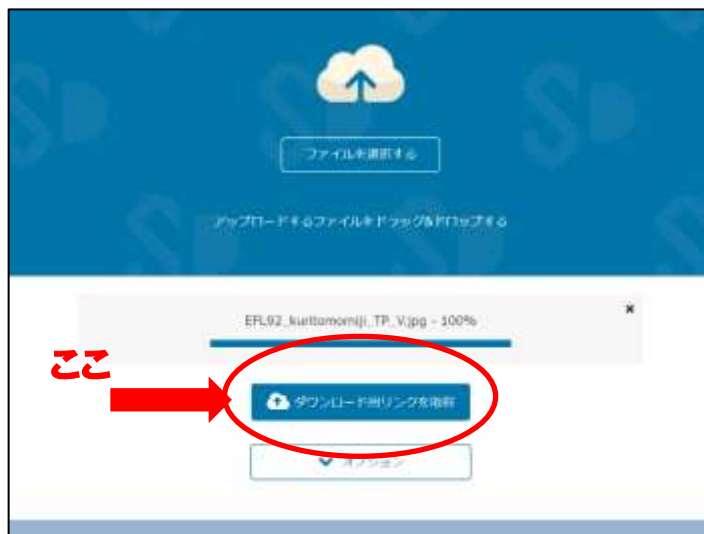 ファイルを選択する
アップロードするファイルをドラッグ&ドロップする
EFL92_kuritomomiji_TP_V.jpg - 100%
ここ
ダウンロード用リンクを取得
オプション